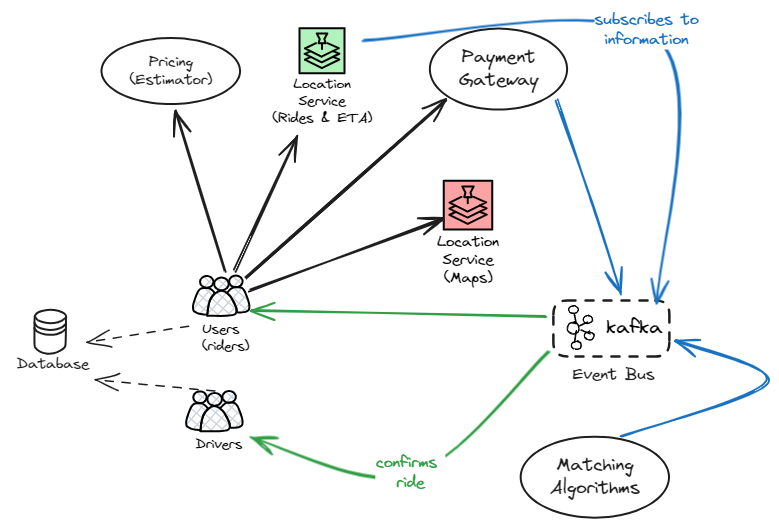 subscribes to
information
Pricing
(Estimator)
Payment
Gateway
Location
Service
(Rides & ETA)
Location
Service
(Maps)
Users
(riders)
kafka
Event Bus
Database
Drivers
confirms
ride
Matching
Algorithms